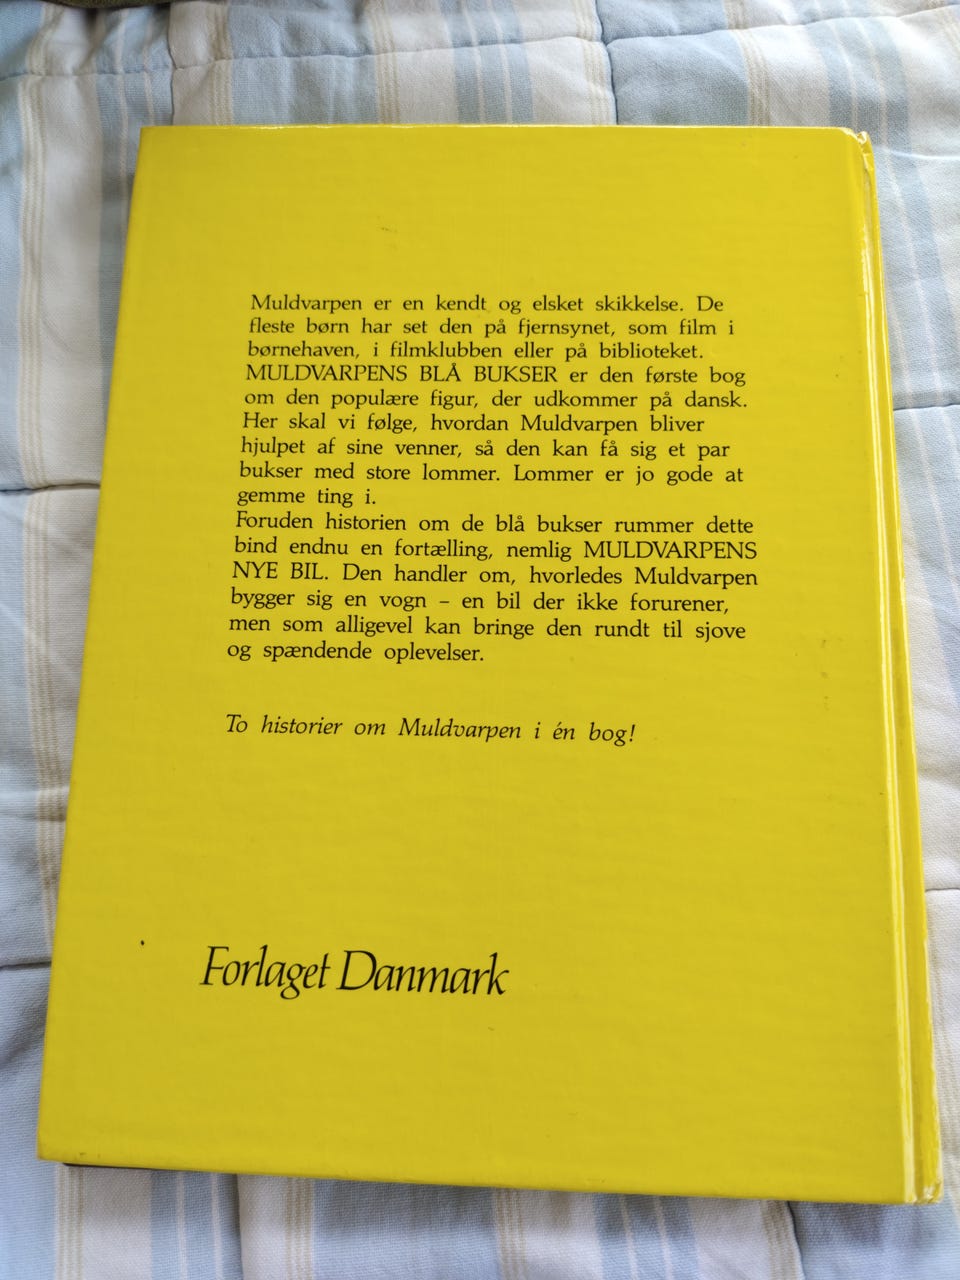 Muldvarpen er en kendt og elsket skikkelse. De
fleste børn har set den på fjernsynet, som film i
børnehaven, i filmklubben eller på biblioteket.
MULDVARPENS BLÅ BUKSER er den første bog
om den populære figur, der udkommer på dansk.
Her skal vi følge, hvordan Muldvarpen bliver
hjulpet af sine venner, så den kan få sig et par
bukser med store lommer. Lommer er jo gode at
gemme ting i.
Foruden historien om de blå bukser rummer dette
bind endnu en fortælling, nemlig MULDVARPENS
NYE BIL. Den handler om, hvorledes Muldvarpen
bygger sig en vogn – en bil der ikke forurener,
men som alligevel kan bringe den rundt til sjove
og spændende oplevelser.
To historier om Muldvarpen i én bog!
Forlaget Danmark